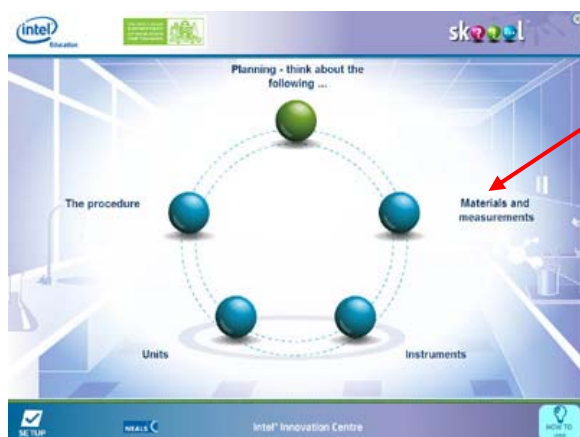 intel
Education
skoool
Planning - think about the
following ...
The procedure
Materials and
measurements
Units
Instruments
SETUP
NEALS
Intel® Innovation Centre
HOW TO